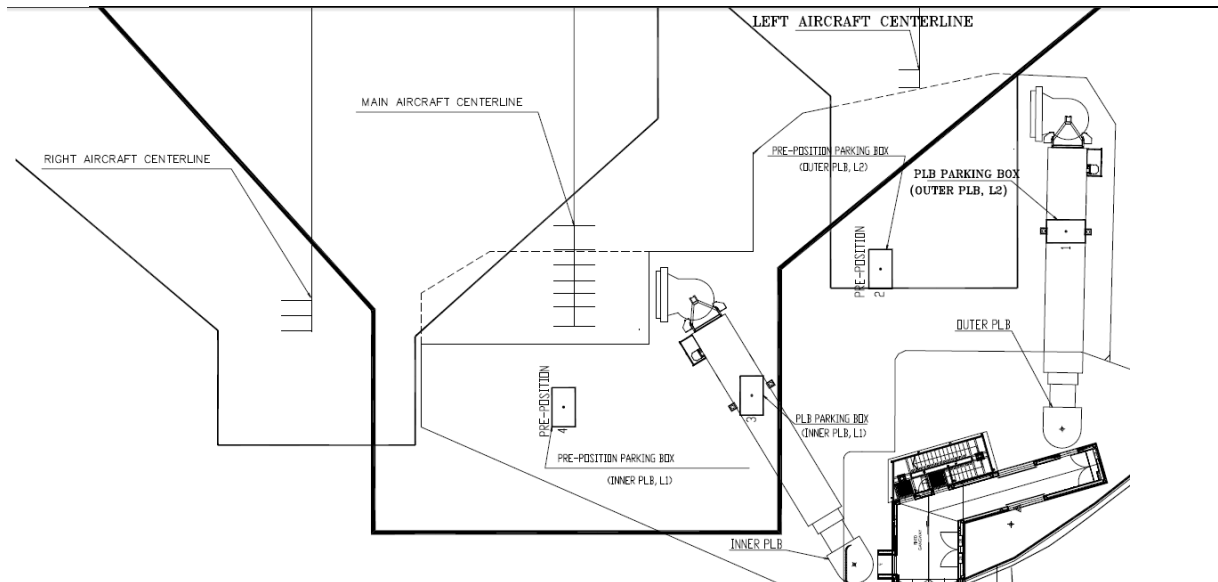 LEFT AIRCRAFT CENTERLINE
MAIN AIRCRAFT CENTERLINE
RIGHT AIRCRAFT CENTERLINE
PRE-POSITION PARKING BOX
(OUTER PLB, L2)
PLB PARKING BOX
(OUTER PLB, L2)
1
PRE-POSITION
2
OUTER PLB
PRE-POSITION
4
3
PLB PARKING BOX
(INNER PLB, L1)
PRE-POSITION PARKING BOX
(INNER PLB, L1)
INNER PLB